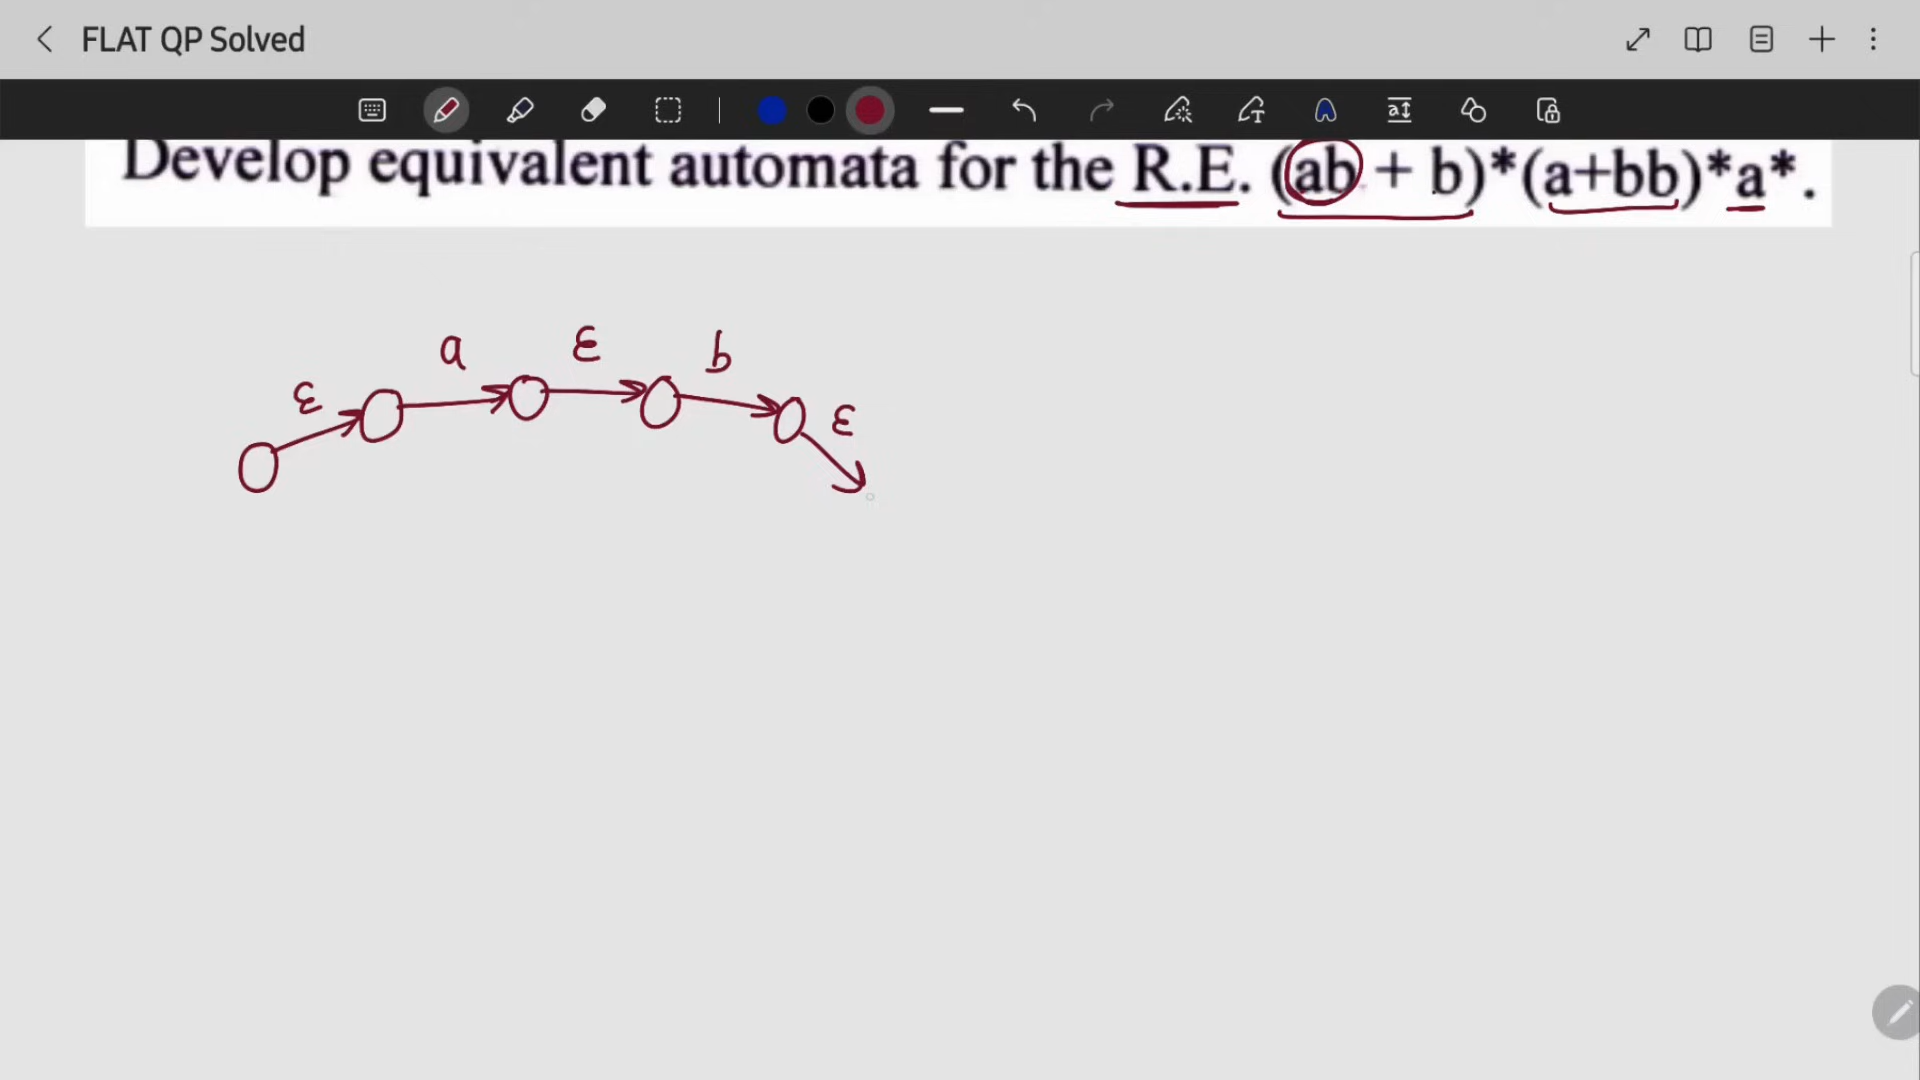 FLAT QP Solved
Develop equivalent automata for the R.E. (ab + b)*(a+bb)*a*.
ε a ε b ε